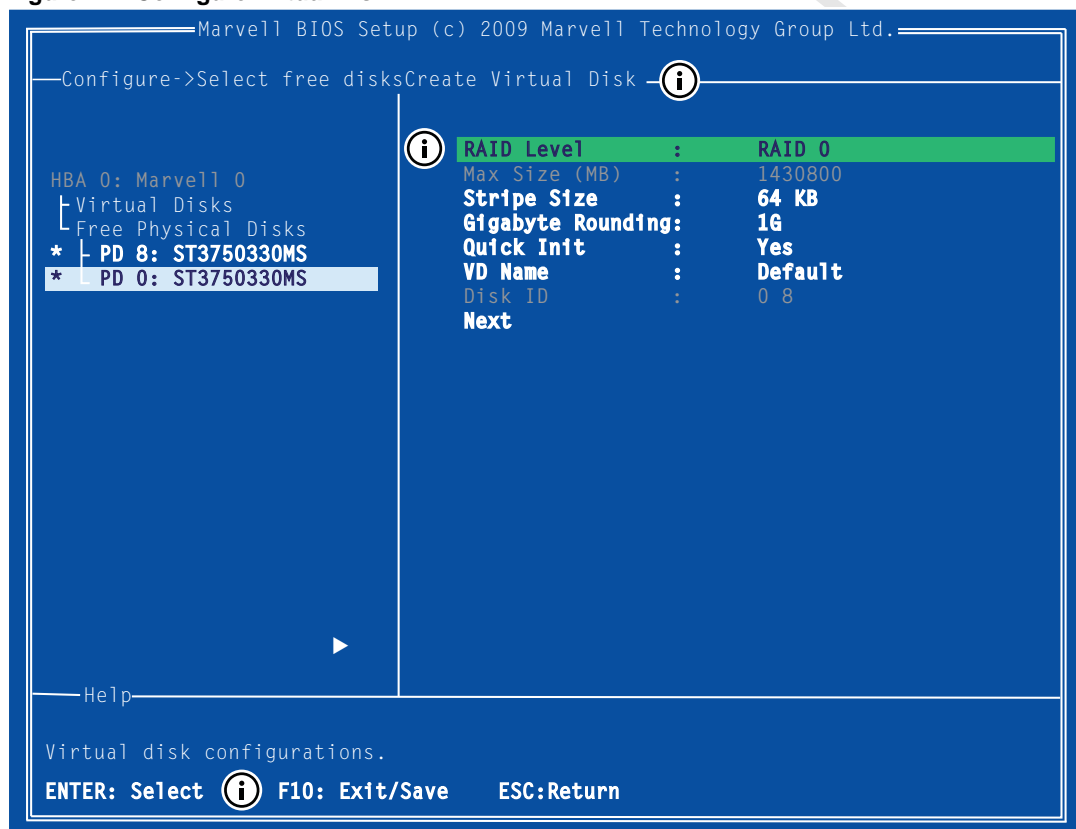 Marvell BIOS Setup (c) 2009 Marvell Technology Group Ltd.
Configure->Select free disksCreate Virtual Disk
HBA 0: Marvell 0
Virtual Disks
Free Physical Disks
* PD 8: ST3750330MS
* PD 0: ST3750330MS
RAID Level : RAID 0
Max Size (MB) : 1430800
Stripe Size : 64 KB
Gigabyte Rounding: 1G
Quick Init : Yes
VD Name : Default
Disk ID : 0 8
Next
Help
Virtual disk configurations.
ENTER: Select i F10: Exit/Save ESC:Return